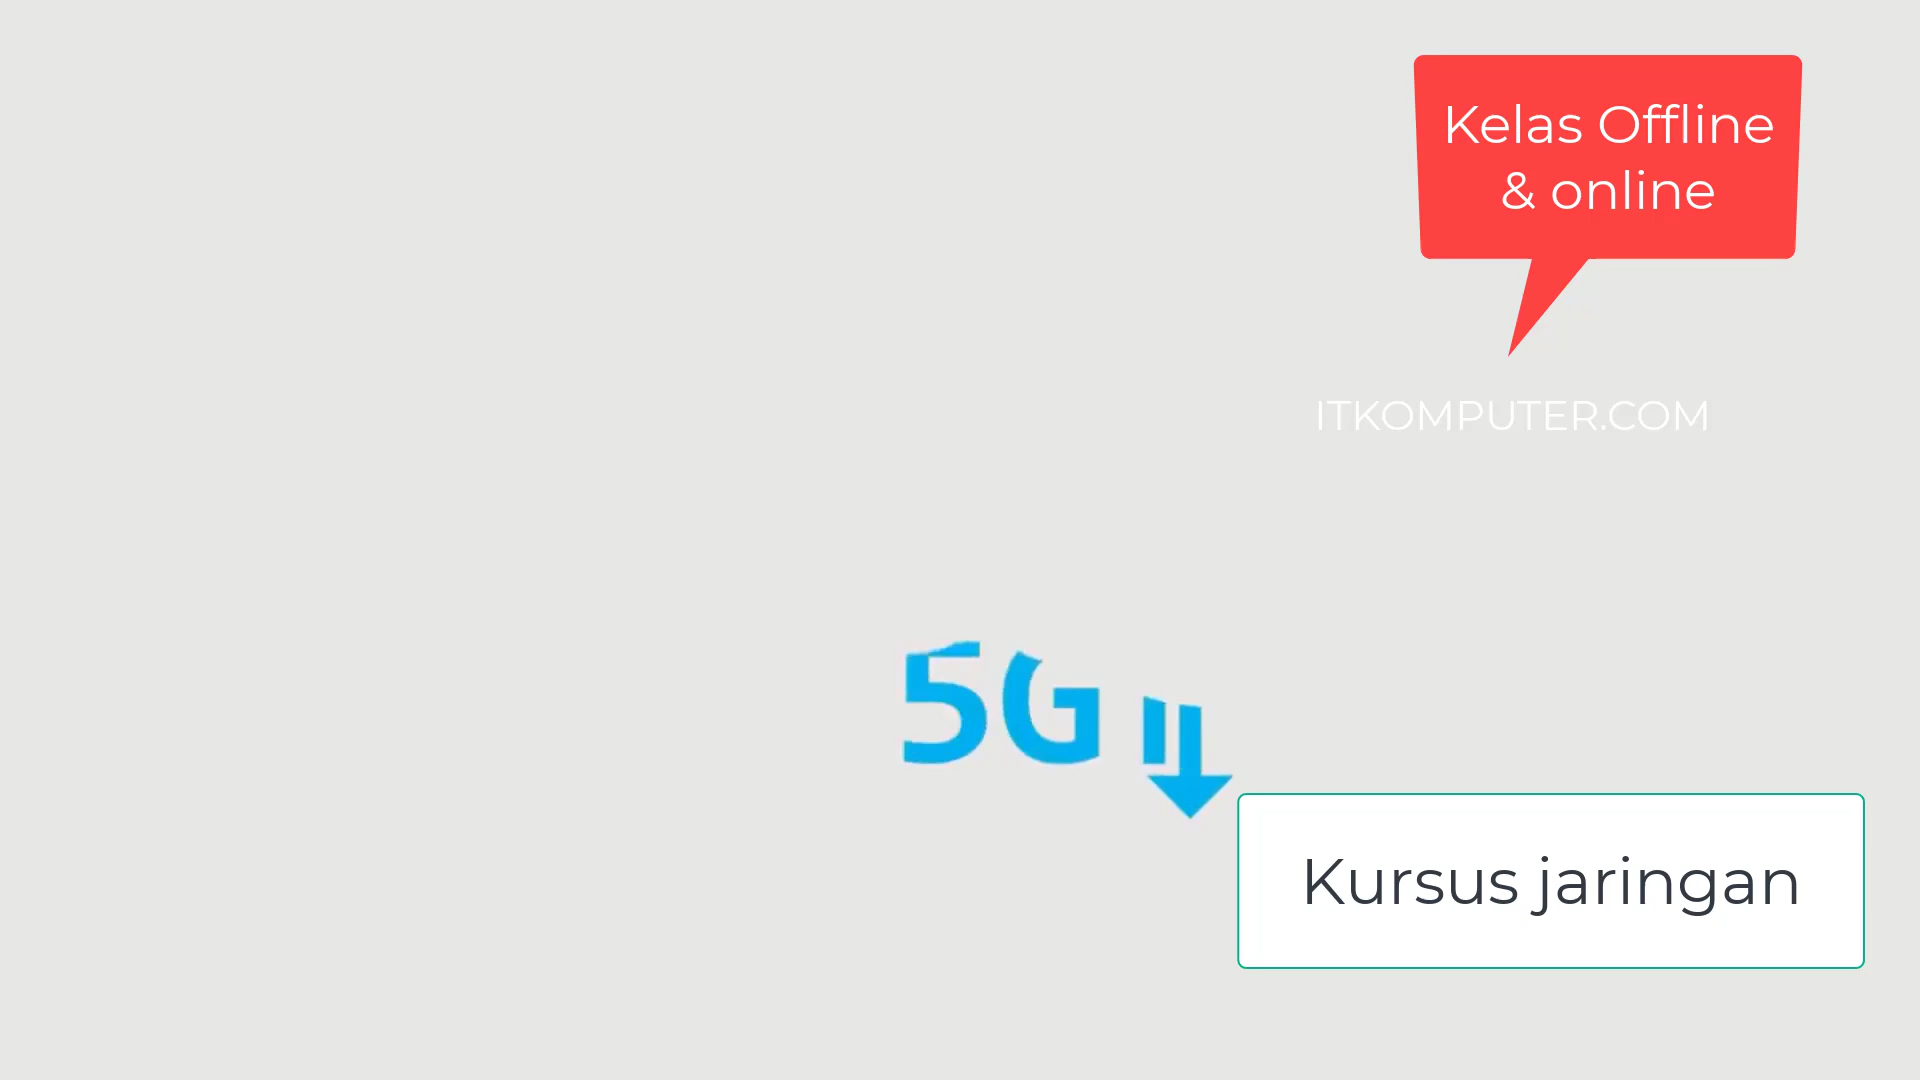 Kelas Offline
& online
ITKOMPUTER.COM
5G
Kursus jaringan